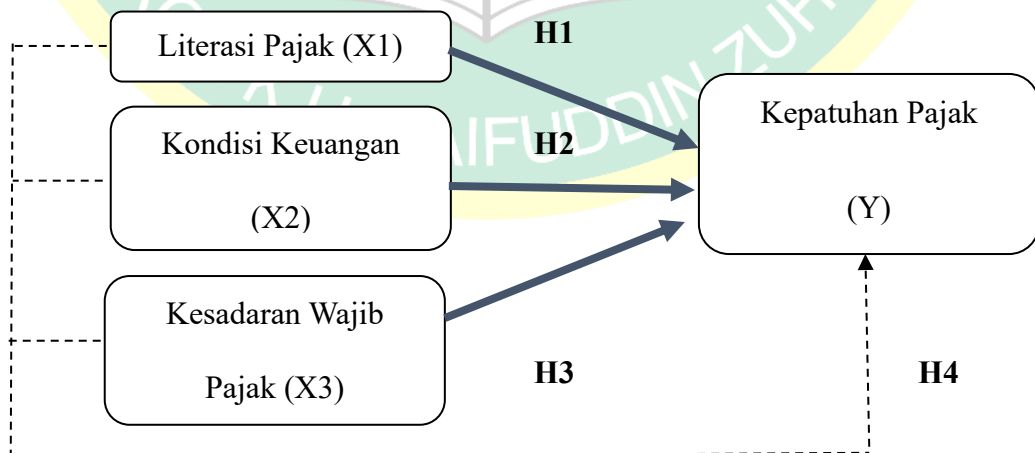 Literasi Pajak (X1)
H1
Kondisi Keuangan
(X2)
H2
Kesadaran Wajib
Pajak (X3)
H3
Kepatuhan Pajak
(Y)
H4